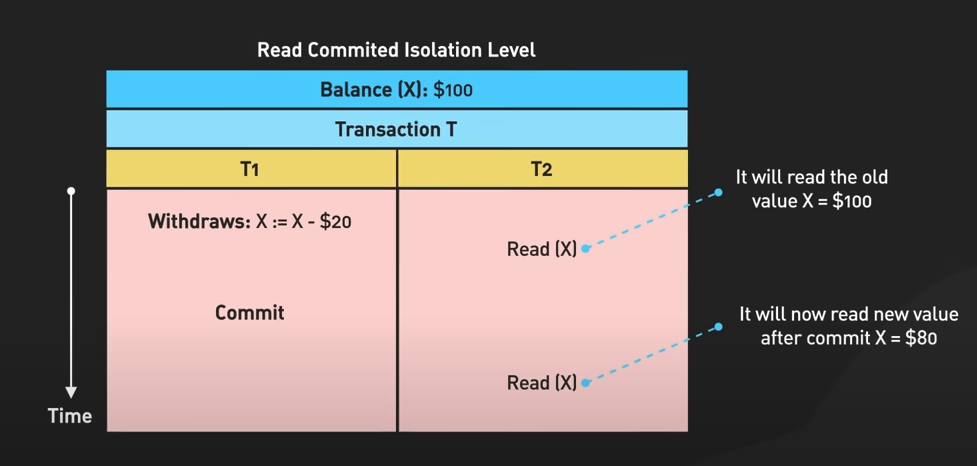 Read Commited Isolation Level
Balance (X): $100
Transaction T
T1
T2
It will read the old
value X = $100
Withdraws: X := X - $20
Read (X)
Commit
It will now read new value
after commit X = $80
Read (X)
Time